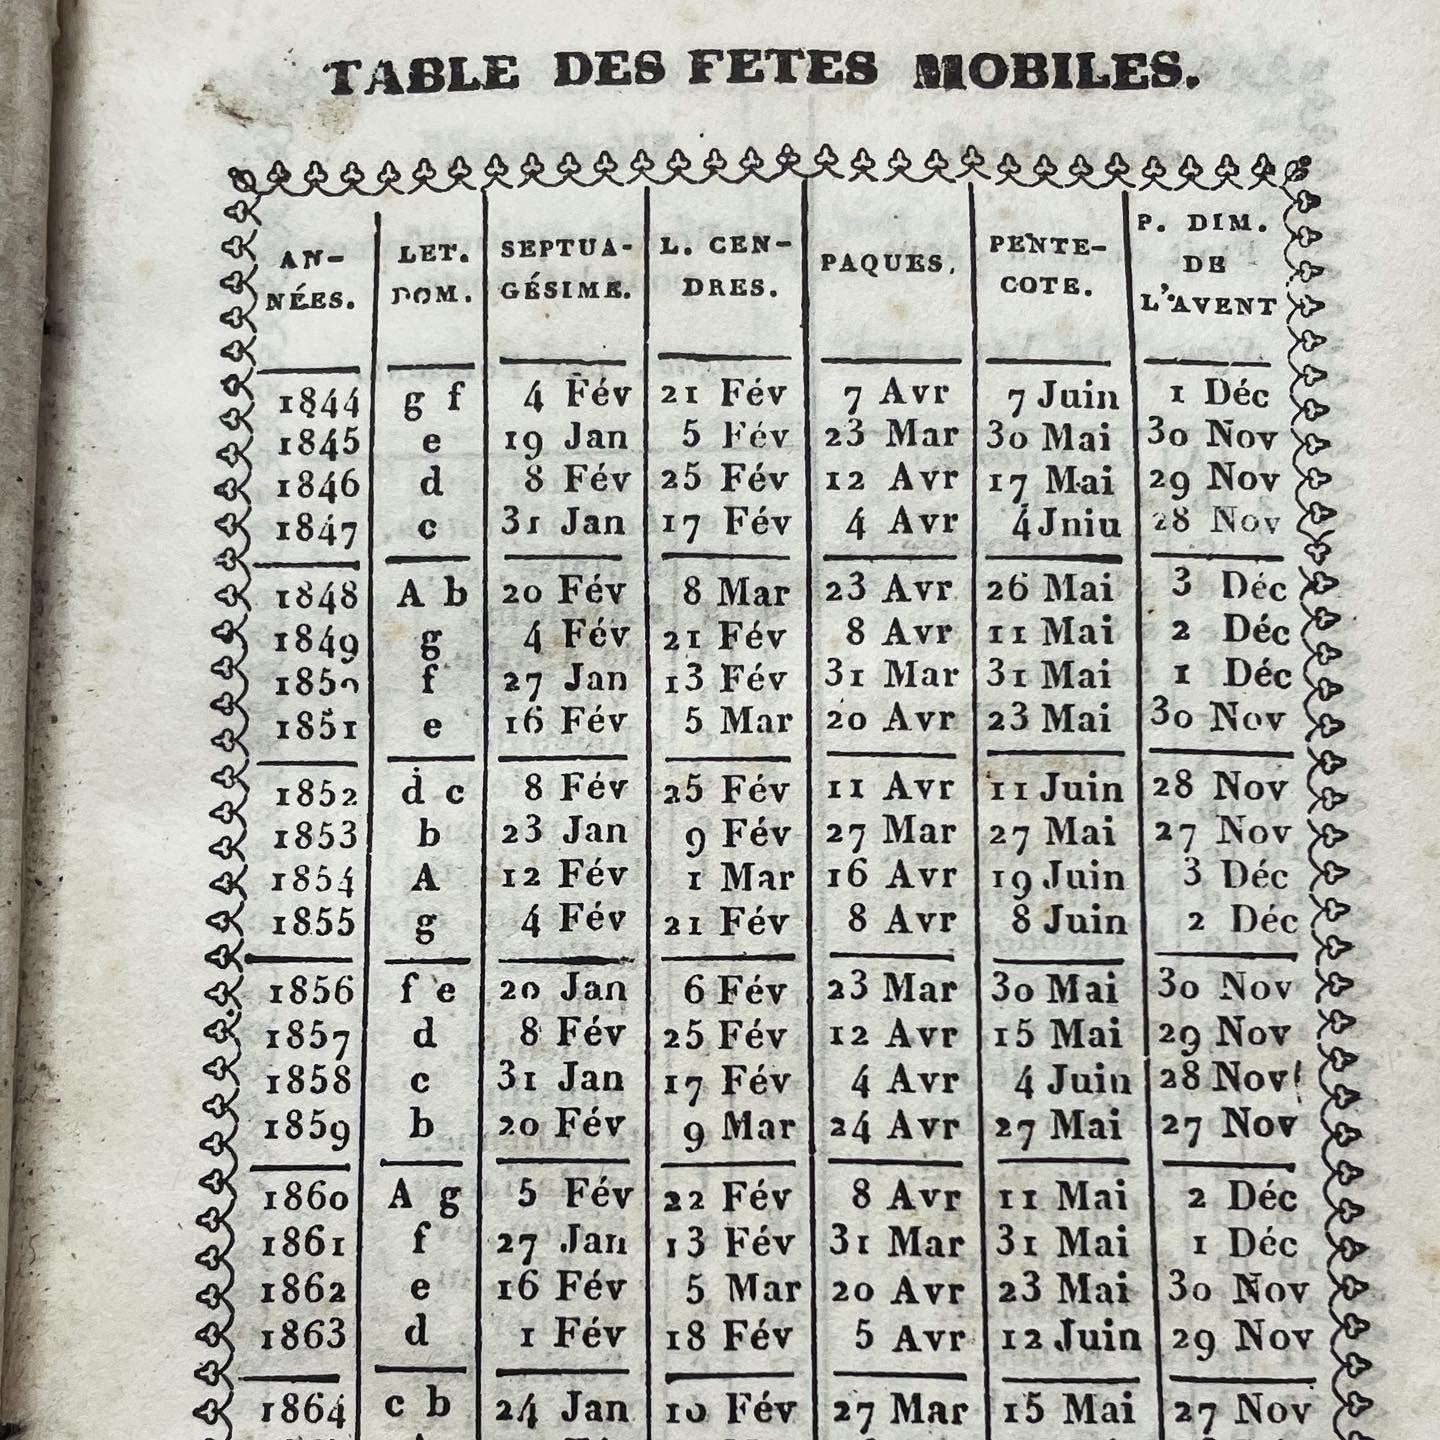 TABLE DES FETES MOBILES.
AN-NÉES. LET. DOM. SEPTUA-GÉSIME. L. CEN-DRES. PAQUES. PENTE-COTE. P. DIM. DE L'AVENT
1844 g f 4 Fév 21 Fév 7 Avr 7 Juin 1 Déc
1845 e 19 Jan 5 Fév 23 Mar 30 Mai 30 Nov
1846 d 8 Fév 25 Fév 12 Avr 17 Mai 29 Nov
1847 c 31 Jan 17 Fév 4 Avr 4 Jniu 28 Nov
1848 A b 20 Fév 8 Mar 23 Avr 26 Mai 3 Déc
1849 g 4 Fév 21 Fév 8 Avr 11 Mai 2 Déc
1850 f 27 Jan 13 Fév 31 Mar 31 Mai 1 Déc
1851 e 16 Fév 5 Mar 20 Avr 23 Mai 30 Nov
1852 d c 8 Fév 25 Fév 11 Avr 11 Juin 28 Nov
1853 b 23 Jan 9 Fév 27 Mar 27 Mai 27 Nov
1854 A 12 Fév 1 Mar 16 Avr 19 Juin 3 Déc
1855 g 4 Fév 21 Fév 8 Avr 8 Juin 2 Déc
1856 f e 20 Jan 6 Fév 23 Mar 30 Mai 30 Nov
1857 d 8 Fév 25 Fév 12 Avr 15 Mai 29 Nov
1858 c 31 Jan 17 Fév 4 Avr 4 Juin 28 Nov
1859 b 20 Fév 9 Mar 24 Avr 27 Mai 27 Nov
1860 A g 5 Fév 22 Fév 8 Avr 11 Mai 2 Déc
1861 f 27 Jan 13 Fév 31 Mar 31 Mai 1 Déc
1862 e 16 Fév 5 Mar 20 Avr 23 Mai 30 Nov
1863 d 1 Fév 18 Fév 5 Avr 12 Juin 29 Nov
1864 c b 24 Jan 10 Fév 27 Mar 15 Mai 27 Nov